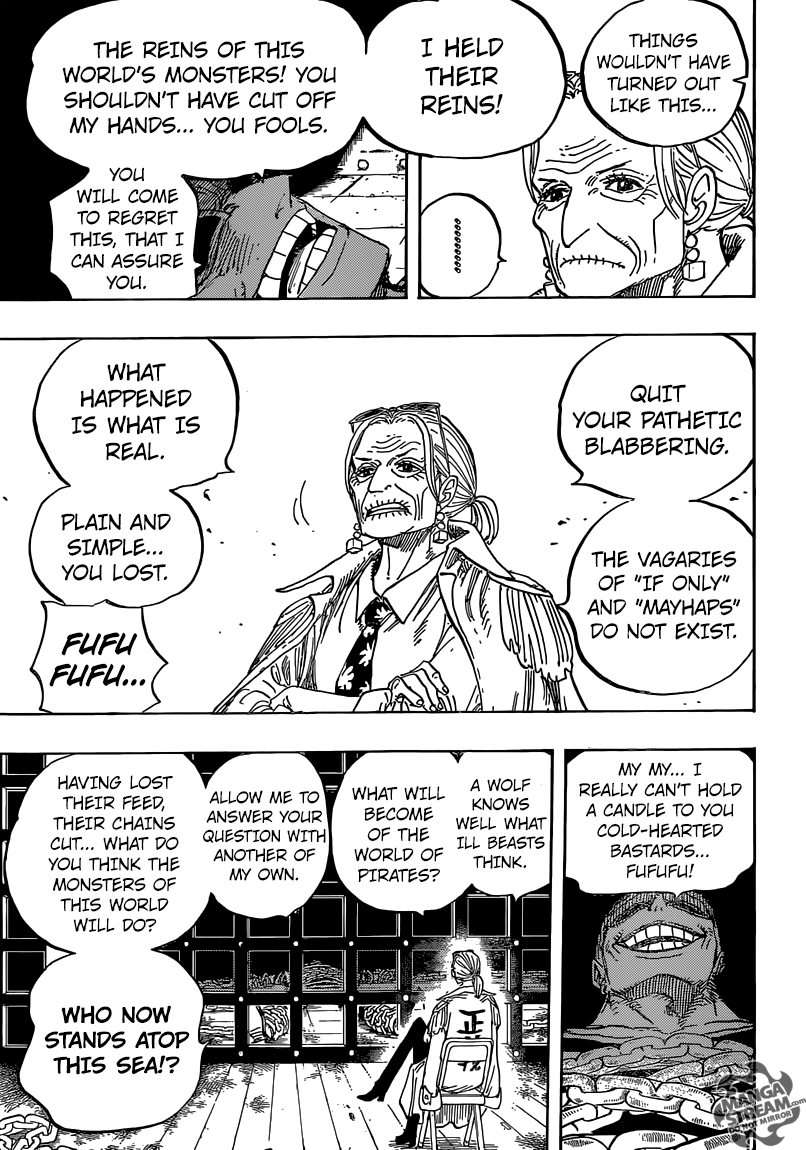 THINGS
WOULDN'T HAVE
TURNED OUT
LIKE THIS...
I HELD
THEIR
REINS!
THE REINS OF THIS
WORLD'S MONSTERS! YOU
SHOULDN'T HAVE CUT OFF
MY HANDS... YOU FOOLS.
YOU
WILL COME
TO REGRET
THIS, THAT I
CAN ASSURE
YOU.
.........
QUIT
YOUR PATHETIC
BLABBERING.
THE VAGARIES
OF "IF ONLY"
AND "MAYHAPS"
DO NOT EXIST.
WHAT
HAPPENED
IS WHAT IS
REAL.
PLAIN AND
SIMPLE...
YOU LOST.
FUFU
FUFU...
MY MY... I
REALLY CAN'T HOLD
A CANDLE TO YOU
COLD-HEARTED
BASTARDS...
FUFUFU!
A WOLF
KNOWS
WELL WHAT
ILL BEASTS
THINK.
WHAT WILL
BECOME
OF THE
WORLD OF
PIRATES?
ALLOW ME TO
ANSWER YOUR
QUESTION WITH
ANOTHER OF
MY OWN.
HAVING LOST
THEIR FEED,
THEIR CHAINS
CUT... WHAT DO
YOU THINK THE
MONSTERS OF
THIS WORLD
WILL DO?
WHO NOW
STANDS ATOP
THIS SEA!?
正
MANGA
STREAM.com
DO NOT MIRROR